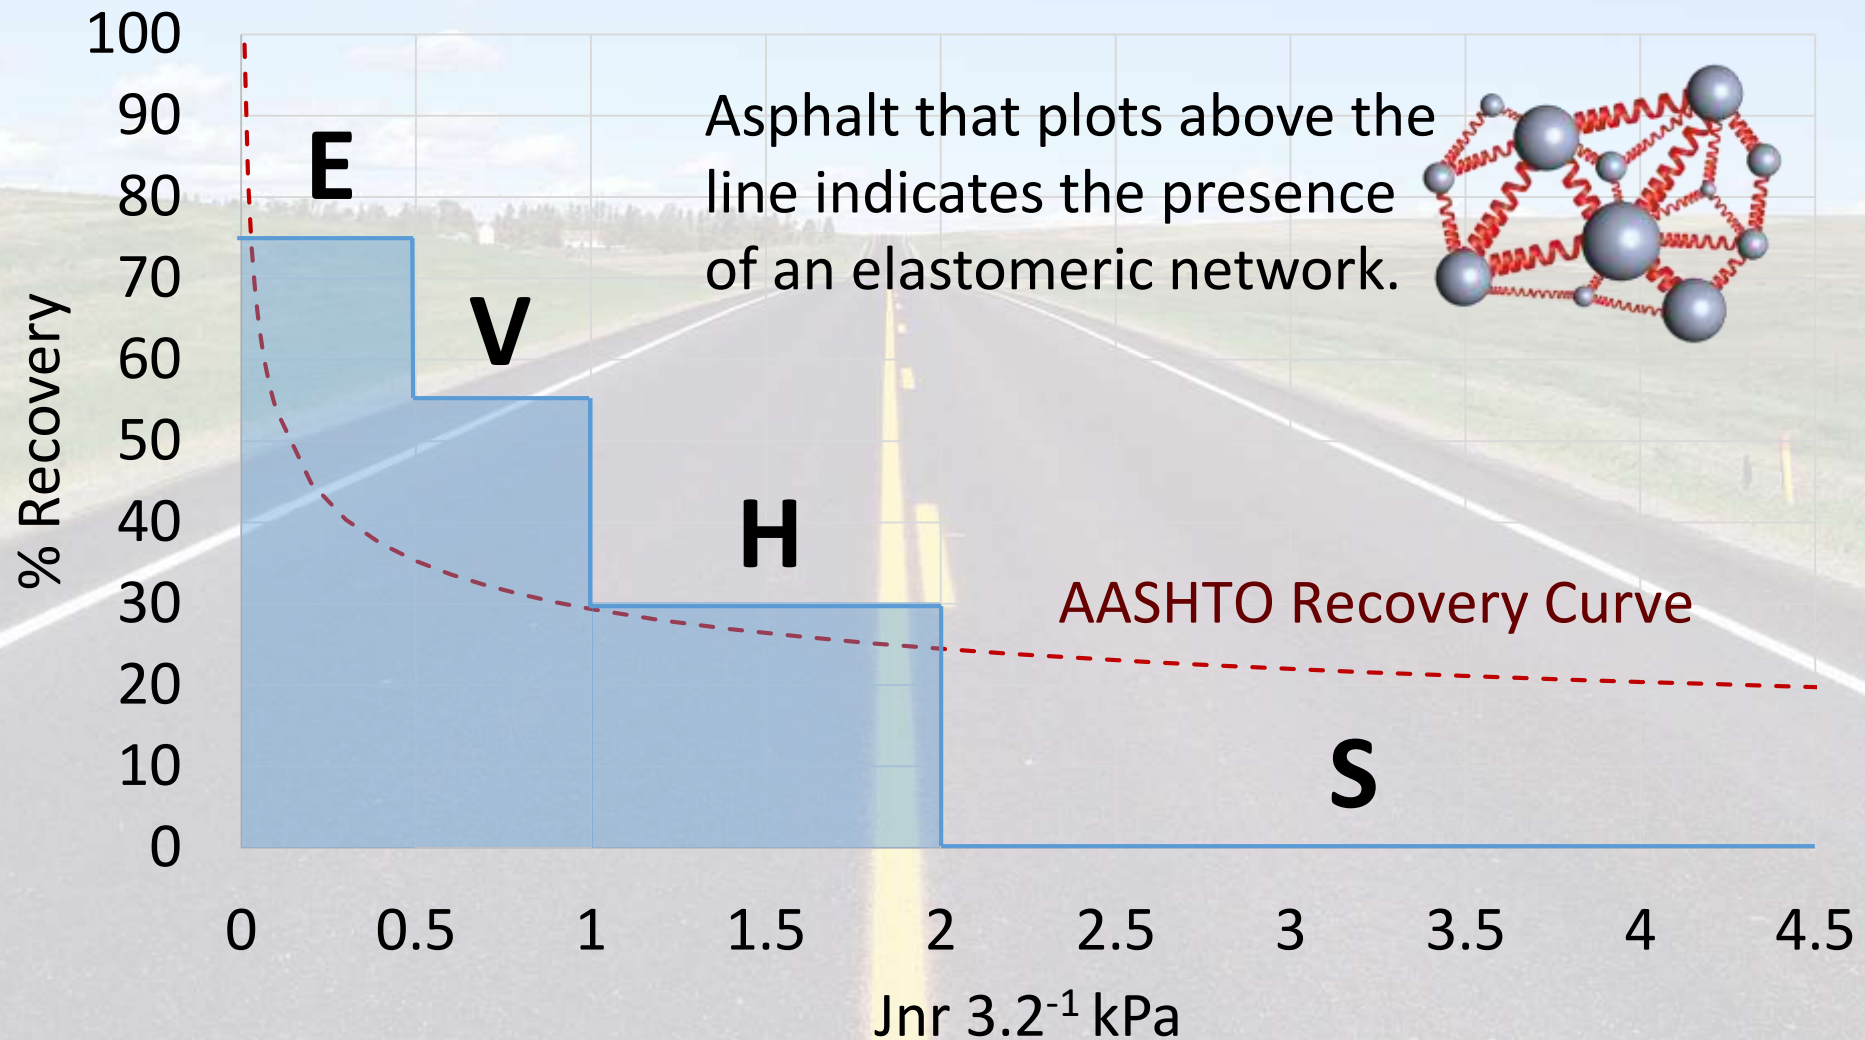 100
90
80
70
60
50
40
30
20
10
0
% Recovery
E
V
H
S
Asphalt that plots above the
line indicates the presence
of an elastomeric network.
AASHTO Recovery Curve
0 0.5 1 1.5 2 2.5 3 3.5 4 4.5
Jnr 3.2⁻¹ kPa